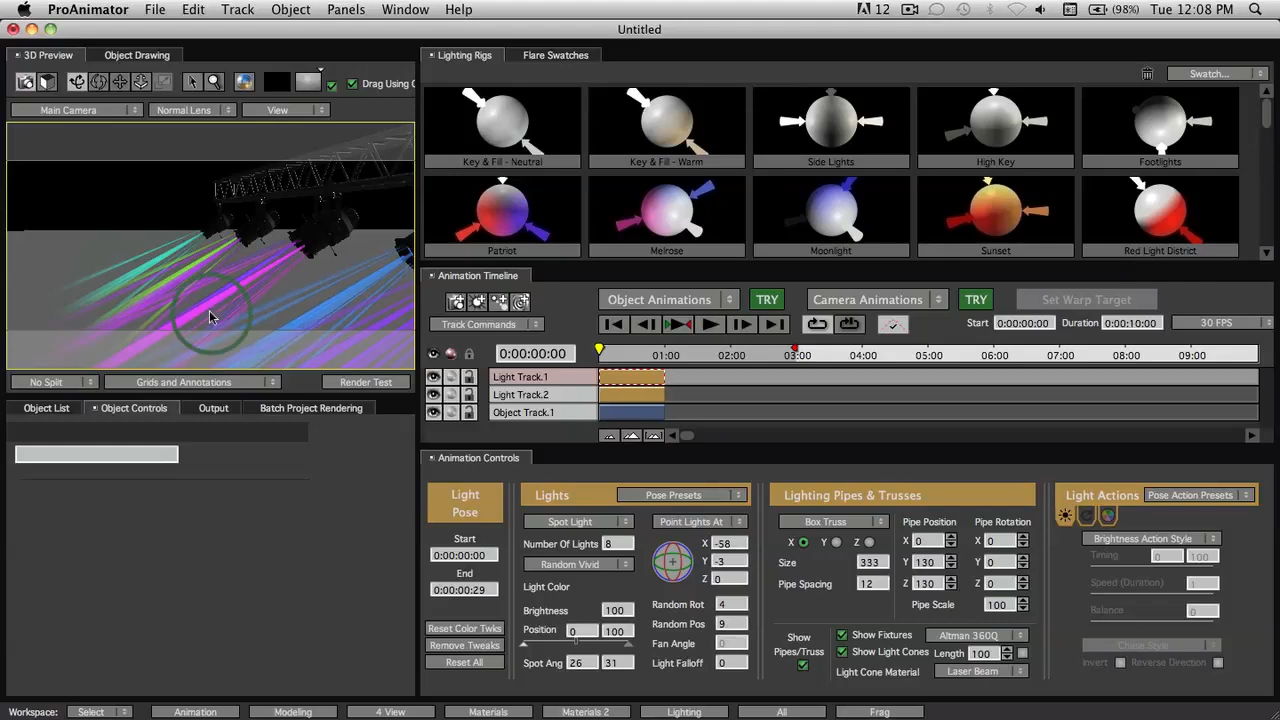 ProAnimator File Edit Track Object Panels Window Help 12 (98%) Tue 12:08 PM
Untitled
3D Preview Object Drawing Lighting Rigs Flare Swatches
Drag Using Swatch...
Main Camera Normal Lens View
Key & Fill - Neutral Key & Fill - Warm Side Lights High Key Footlights
Patriot Melrose Moonlight Sunset Red Light District
Animation Timeline
Object Animations TRY Camera Animations TRY Set Warp Target
Track Commands Start 0:00:00:00 Duration 0:00:10:00 30 FPS
0:00:00:00 01:00 02:00 03:00 04:00 05:00 06:00 07:00 08:00 09:00
Light Track.1
No Split Grids and Annotations Render Test Light Track.2
Object List Object Controls Output Batch Project Rendering Object Track.1
Animation Controls
Light Pose Lights Pose Presets Lighting Pipes & Trusses Light Actions Pose Action Presets
Spot Light Point Lights At Box Truss Pipe Position Pipe Rotation
Start Number Of Lights 8 X -58 X Y Z X 0 X 0 Brightness Action Style
0:00:00:00 Random Vivid Y -3 Size 333 Y 130 Y 0 Timing 0 100
End Light Color Z 0 Pipe Spacing 12 Z 130 Z 0 Speed (Duration) 1
0:00:00:29 Brightness 100 Random Rot 4 Pipe Scale 100 Balance 0
Reset Color Twks Position 0 100 Random Pos 9 Show Pipes/Truss Show Fixtures Altman 360Q
Remove Tweaks Fan Angle 0 Show Light Cones Length 100 Chase Style
Reset All Spot Ang 26 31 Light Falloff 0 Light Cone Material Laser Beam Invert Reverse Direction
Workspace: Select Animation Modeling 4 View Materials Materials 2 Lighting All Frag